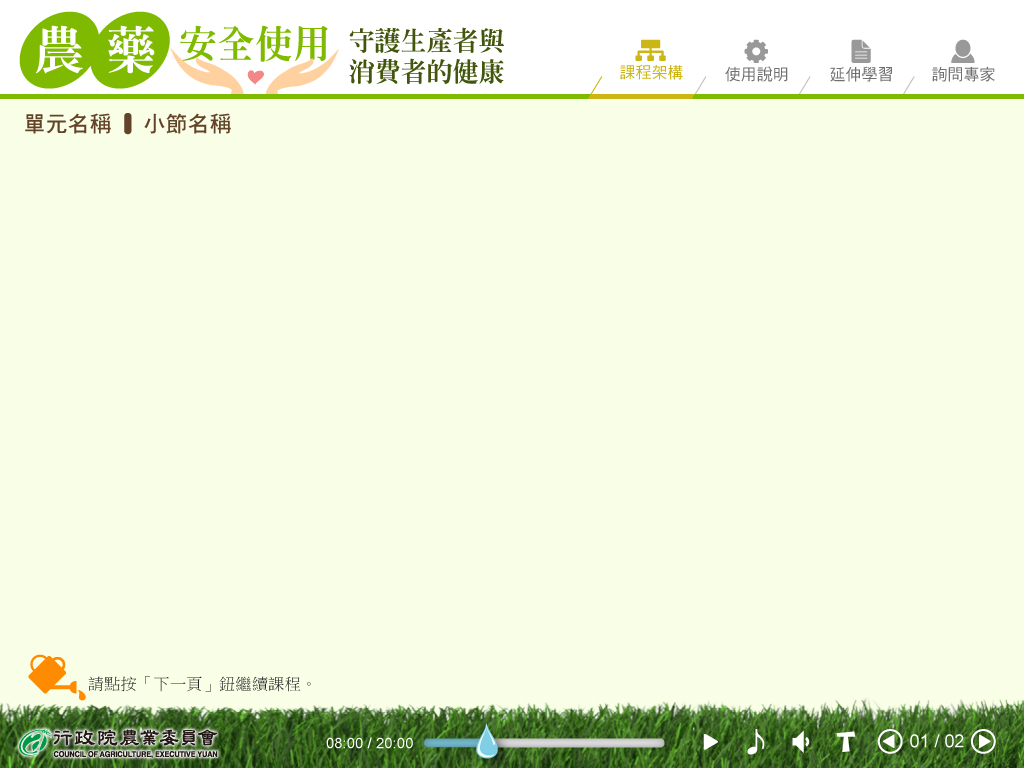 農藥安全使用
守護生產者與
消費者的健康
課程架構
使用說明
延伸學習
詢問專家
單元名稱 ▮ 小節名稱
請點按「下一頁」鈕繼續課程。
行政院農業委員會
COUNCIL OF AGRICULTURE, EXECUTIVE YUAN
08:00 / 20:00
01 / 02